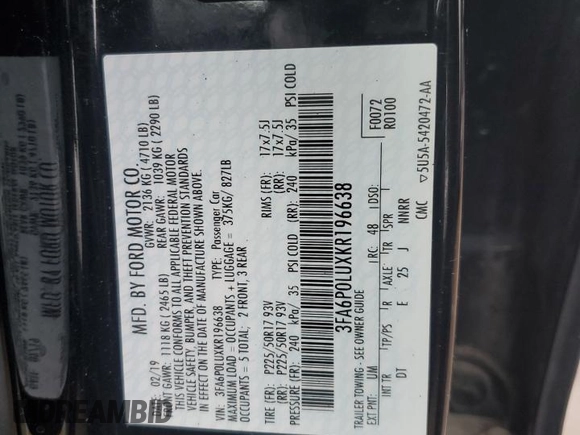 MFD. BY FORD MOTOR CO.
GVWR: 2136 KG ( 4710 LB)
02/19
FRONT GAWR: 1118 KG ( 2465 LB)
REAR GAWR: 1039 KG ( 2290 LB)
THIS VEHICLE CONFORMS TO ALL APPLICABLE FEDERAL MOTOR
VEHICLE SAFETY, BUMPER, AND THEFT PREVENTION STANDARDS
IN EFFECT ON THE DATE OF MANUFACTURE SHOWN ABOVE.
VIN: 3FA6P0LUXKR196638 TYPE: Passenger Car
MAXIMUM LOAD = OCCUPANTS + LUGGAGE = 375KG/ 827LB
OCCUPANTS = 5 TOTAL; 2 FRONT, 3 REAR
TIRE (FR): P225/50R17 93V RIMS (FR): 17x7.5J
(RR): P225/50R17 93V (RR): 17x7.5J
PRESSURE (FR): 240 kPa/ 35 PSI COLD (RR): 240 kPa/ 35 PSI COLD
3FA6P0LUXKR196638
F0072
R0100
TRAILER TOWING - SEE OWNER GUIDE
EXT PNT: UM RC: 48 DSO:
IR TP/PS R AXLE TR SPR
DT E 25 J NNRR
CMC ▽5U5A-5420472-AA